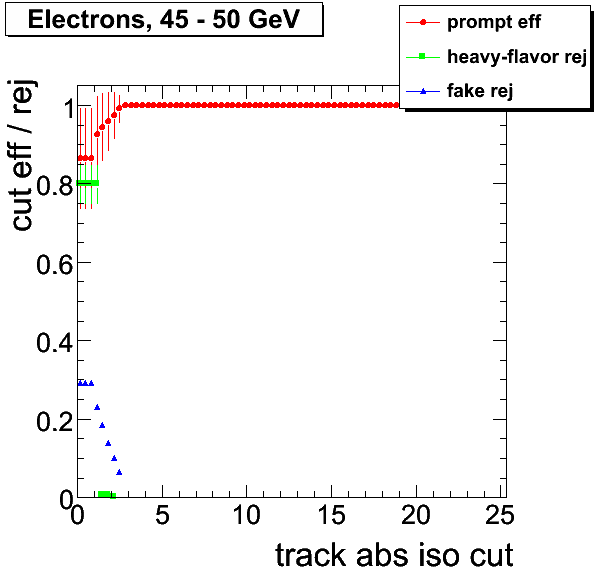 Electrons, 45 - 50 GeV
prompt eff
heavy-flavor rej
fake rej
cut eff / rej
1
0.8
0.6
0.4
0.2
0
0 5 10 15 20 25
track abs iso cut